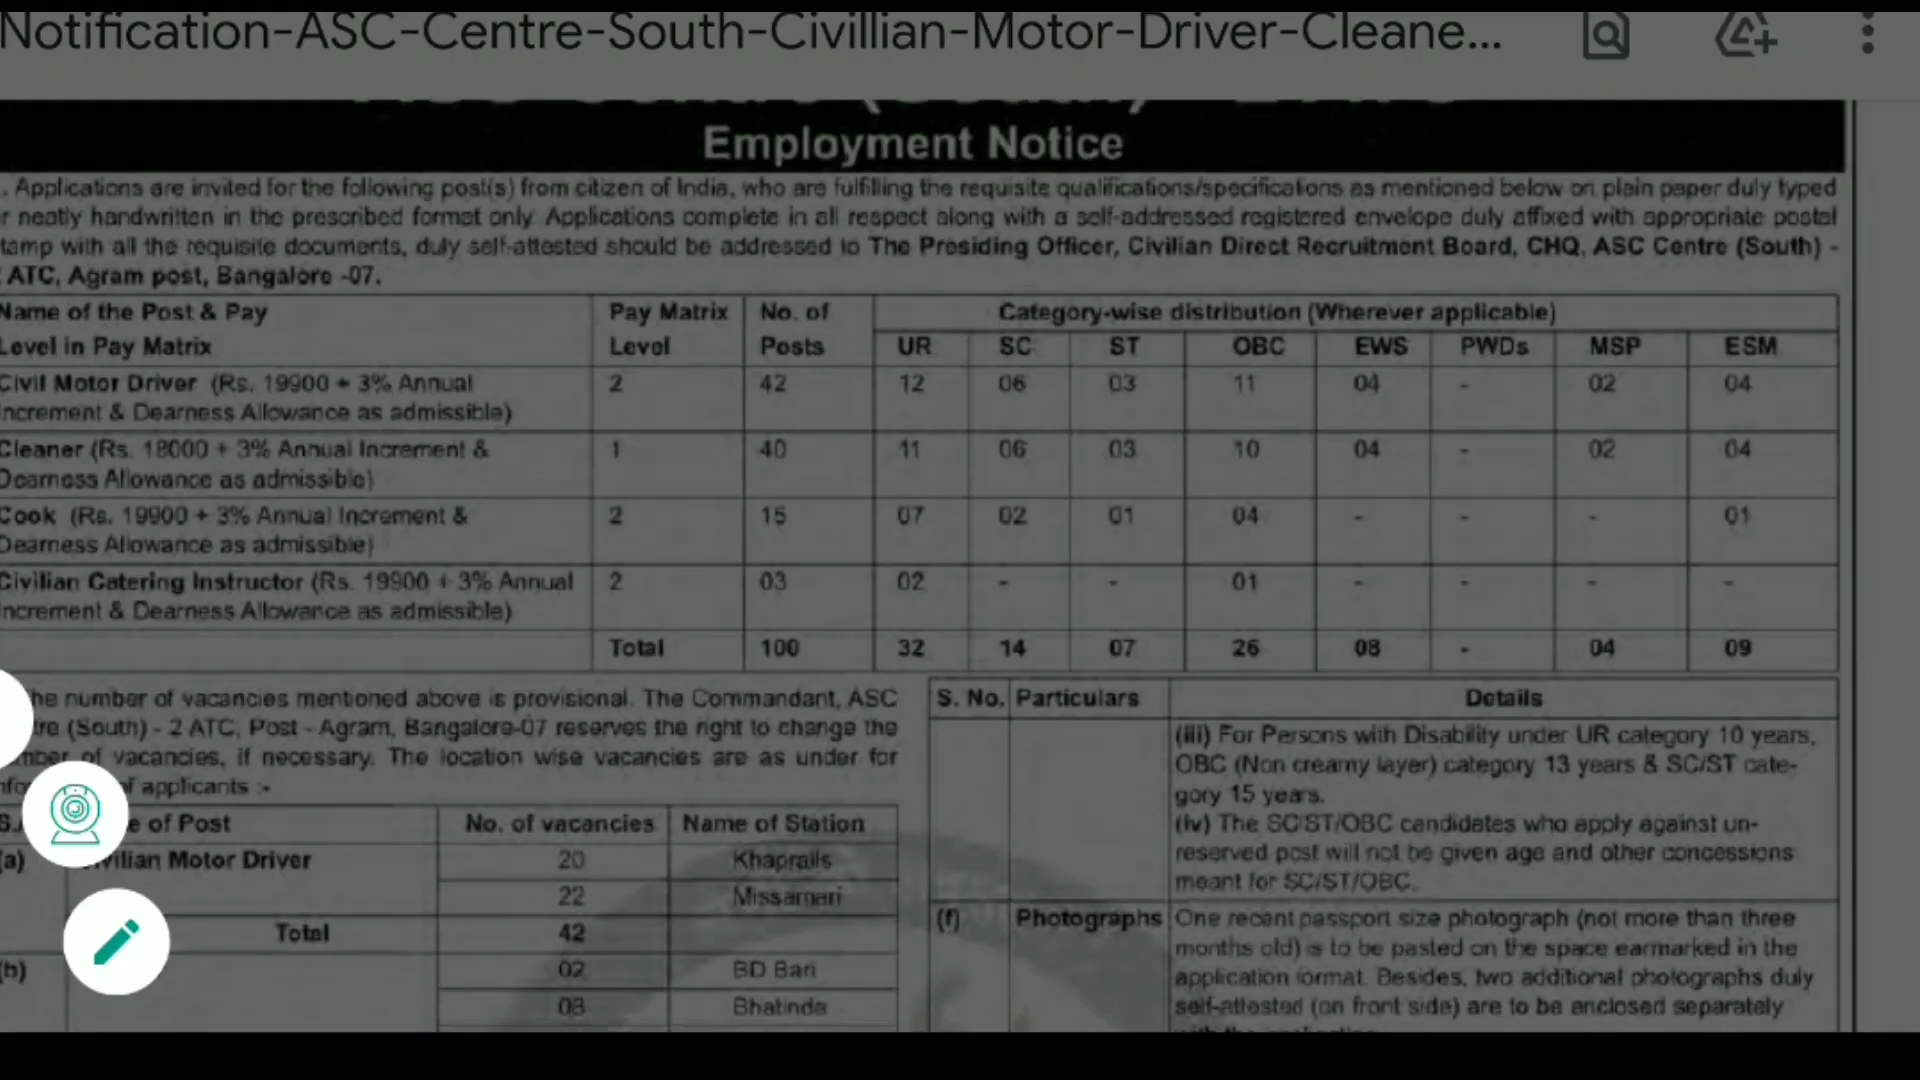 Notification-ASC-Centre-South-Civillian-Motor-Driver-Cleane...
Employment Notice
. Applications are invited for the following post(s) from citizen of India, who are fulfilling the requisite qualifications/specifications as mentioned below on plain paper duly typed
r neatly handwritten in the prescribed format only. Applications complete in all respect along with a self-addressed registered envelope duly affixed with appropriate postal
tamp with all the requisite documents, duly self-attested should be addressed to The Presiding Officer, Civilian Direct Recruitment Board, CHQ, ASC Centre (South) -
ATC, Agram post, Bangalore -07.
Name of the Post & Pay Pay Matrix No. of Category-wise distribution (Wherever applicable)
Level in Pay Matrix Level Posts UR SC ST OBC EWS PWDs MSP ESM
Civil Motor Driver (Rs. 19900 + 3% Annual 2 42 12 06 03 11 04 - 02 04
Increment & Dearness Allowance as admissible)
Cleaner (Rs. 18000 + 3% Annual Increment & 1 40 11 06 03 10 04 - 02 04
Dearness Allowance as admissible)
Cook (Rs. 19900 + 3% Annual Increment & 2 15 07 02 01 04 - - - 01
Dearness Allowance as admissible)
Civilian Catering Instructor (Rs. 19900 + 3% Annual 2 03 02 - - 01 - - - -
Increment & Dearness Allowance as admissible)
Total 100 32 14 07 26 08 - 04 09
he number of vacancies mentioned above is provisional. The Commandant, ASC
tre (South) - 2 ATC, Post - Agram, Bangalore-07 reserves the right to change the
mber of vacancies, if necessary. The location wise vacancies are as under for
of applicants :-
e of Post No. of vacancies Name of Station
(a) vilian Motor Driver 20 Khaprails
22 Missamari
Total 42
(b) 02 BD Bari
08 Bhatinda
S. No. Particulars Details
(iii) For Persons with Disability under UR category 10 years,
OBC (Non creamy layer) category 13 years & SC/ST cate-
gory 15 years.
(iv) The SC/ST/OBC candidates who apply against un-
reserved post will not be given age and other concessions
meant for SC/ST/OBC.
(f) Photographs One recent passport size photograph (not more than three
months old) is to be pasted on the space earmarked in the
application format. Besides, two additional photographs duly
self-attested (on front side) are to be enclosed separately